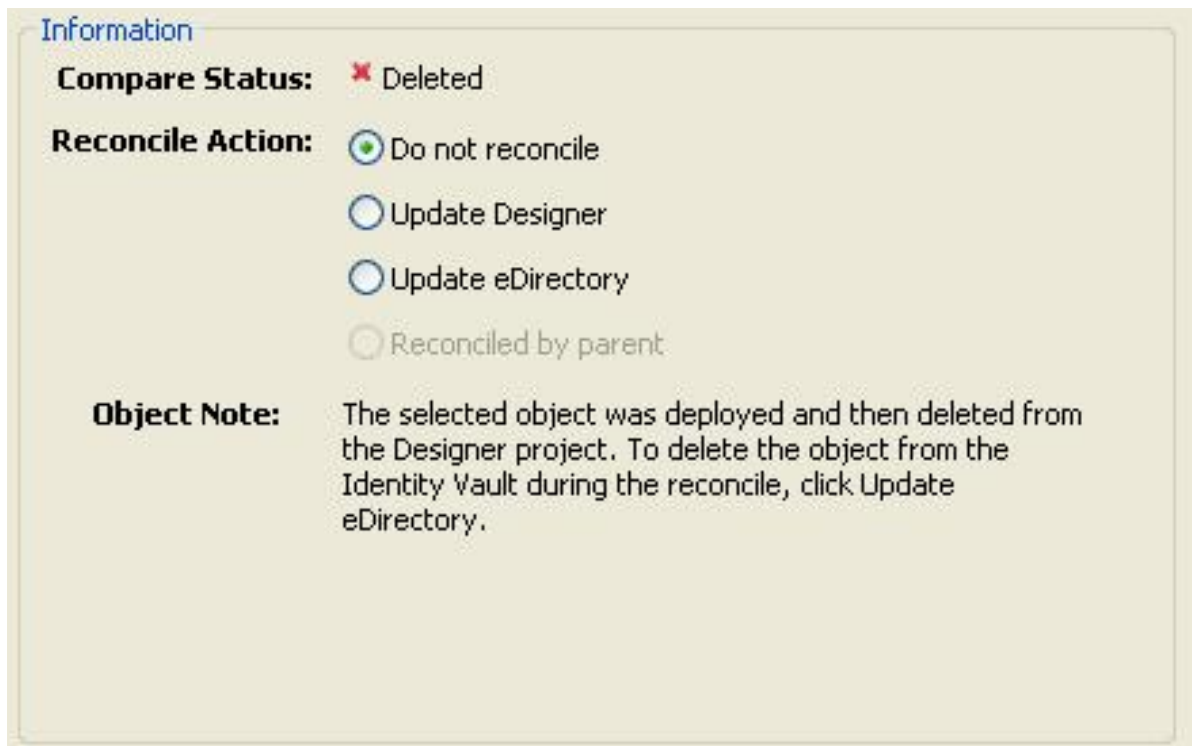 Information
Compare Status: Deleted
Reconcile Action: Do not reconcile
Update Designer
Update eDirectory
Reconciled by parent
Object Note: The selected object was deployed and then deleted from
the Designer project. To delete the object from the
Identity Vault during the reconcile, click Update
eDirectory.